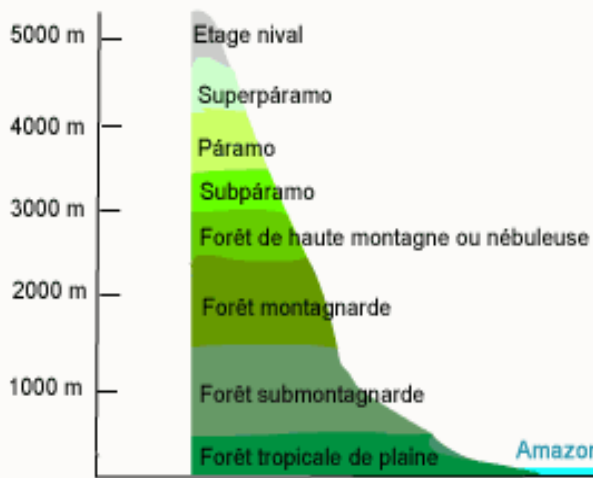 5000 m
Etage nival
Superpáramo
4000 m
Páramo
Subpáramo
3000 m
Forêt de haute montagne ou nébuleuse
2000 m
Forêt montagnarde
1000 m
Forêt submontagnarde
Forêt tropicale de plaine
Amazon